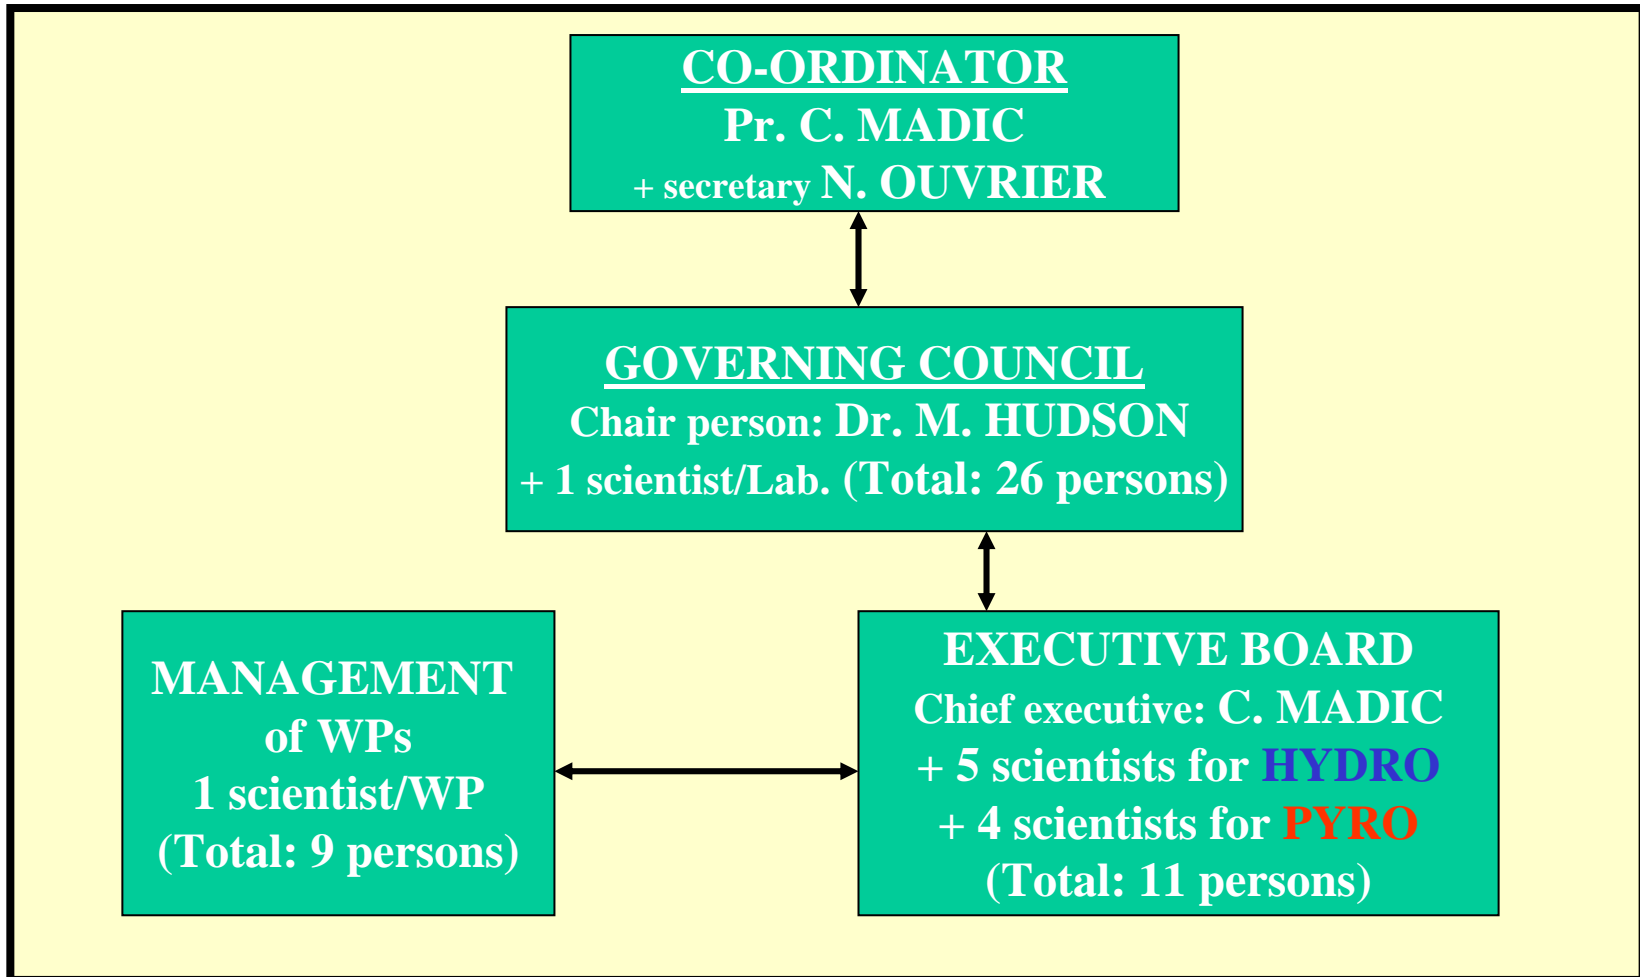 CO-ORDINATOR
Pr. C. MADIC
+ secretary N. OUVRIER
GOVERNING COUNCIL
Chair person: Dr. M. HUDSON
+ 1 scientist/Lab. (Total: 26 persons)
MANAGEMENT
of WPs
1 scientist/WP
(Total: 9 persons)
EXECUTIVE BOARD
Chief executive: C. MADIC
+ 5 scientists for HYDRO
+ 4 scientists for PYRO
(Total: 11 persons)